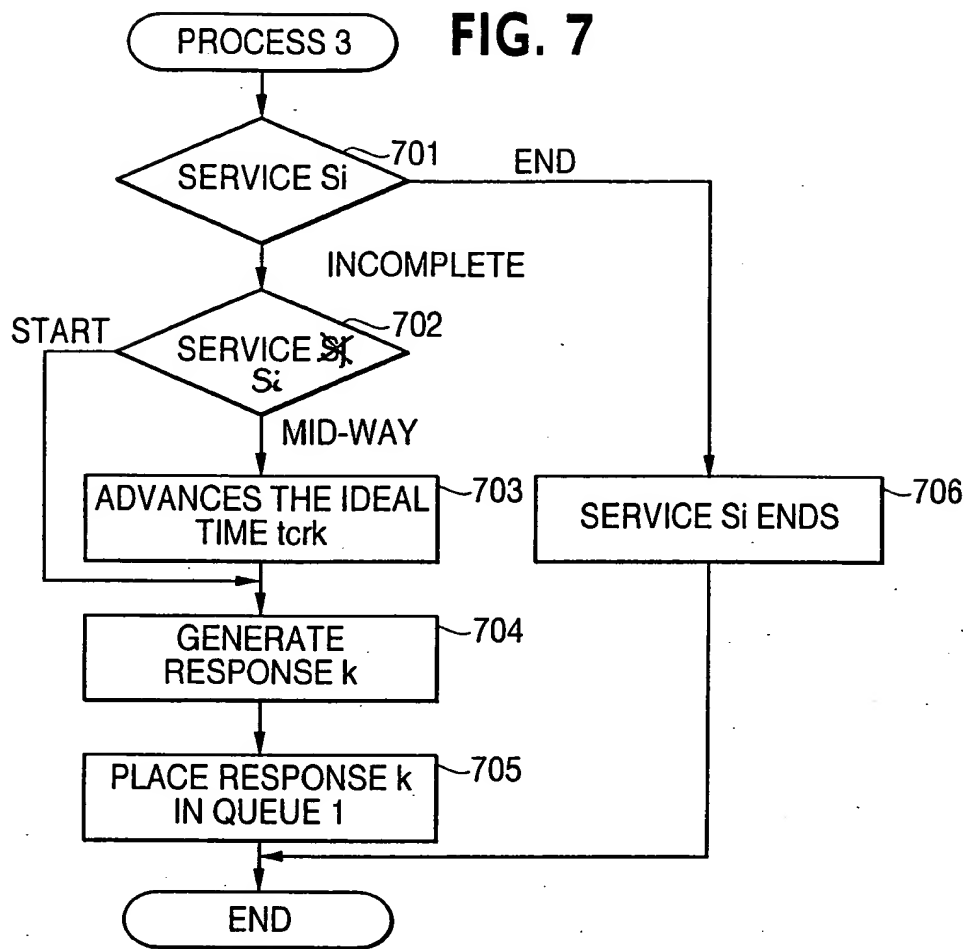 FIG. 7
PROCESS 3
701
SERVICE Si
END
INCOMPLETE
START
702
SERVICE Sj
Si
MID-WAY
ADVANCES THE IDEAL
TIME tcrk
703
SERVICE Si ENDS
706
GENERATE
RESPONSE k
704
PLACE RESPONSE k
IN QUEUE 1
705
END